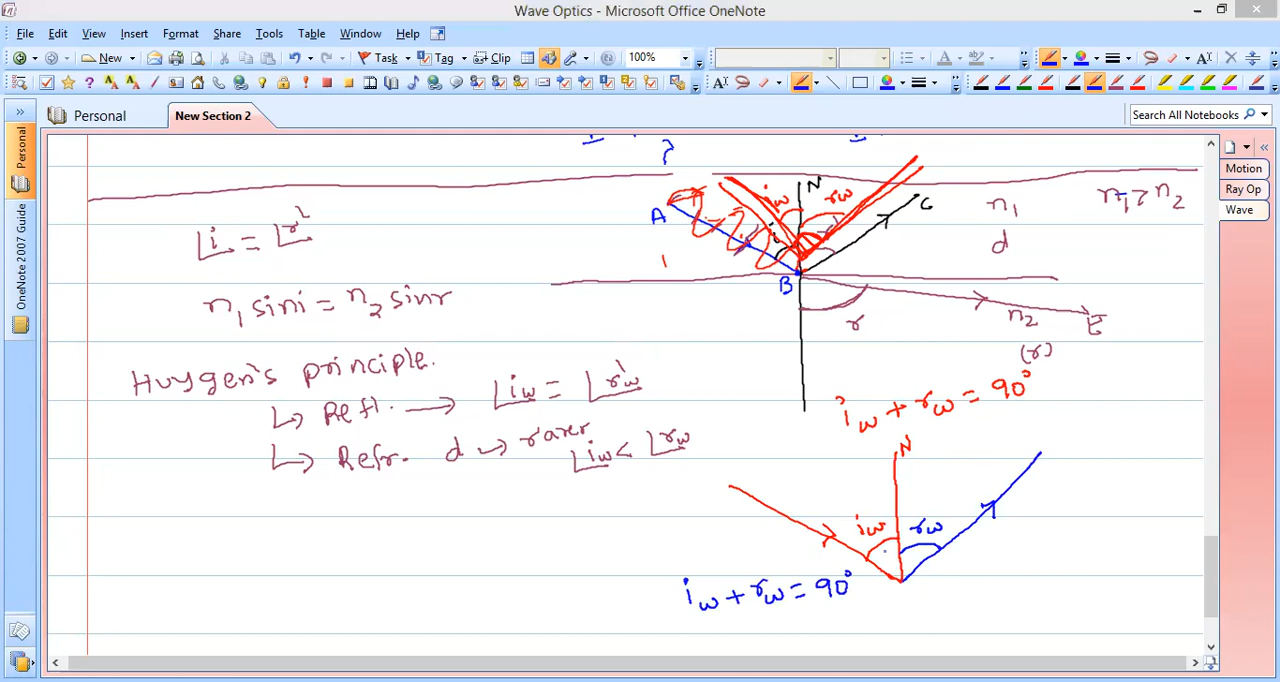 Wave Optics - Microsoft Office OneNote
File Edit View Insert Format Share Tools Table Window Help
New Task Tag Clip 100%
Personal New Section 2 Search All Notebooks
Personal
OneNote 2007 Guide
Motion
Ray Op
Wave
A N iw rw i C n1 n1 > n2
d
B
∠i = ∠r'
n1 sini = n2 sinr
r n2 E
(r)
Huygen's principle.
↳ Refl. → ∠iw = ∠r'w
↳ Refr. d → rarer ∠iw < ∠rw
iw + rw = 90°
N
iw rw
iw + rw = 90°